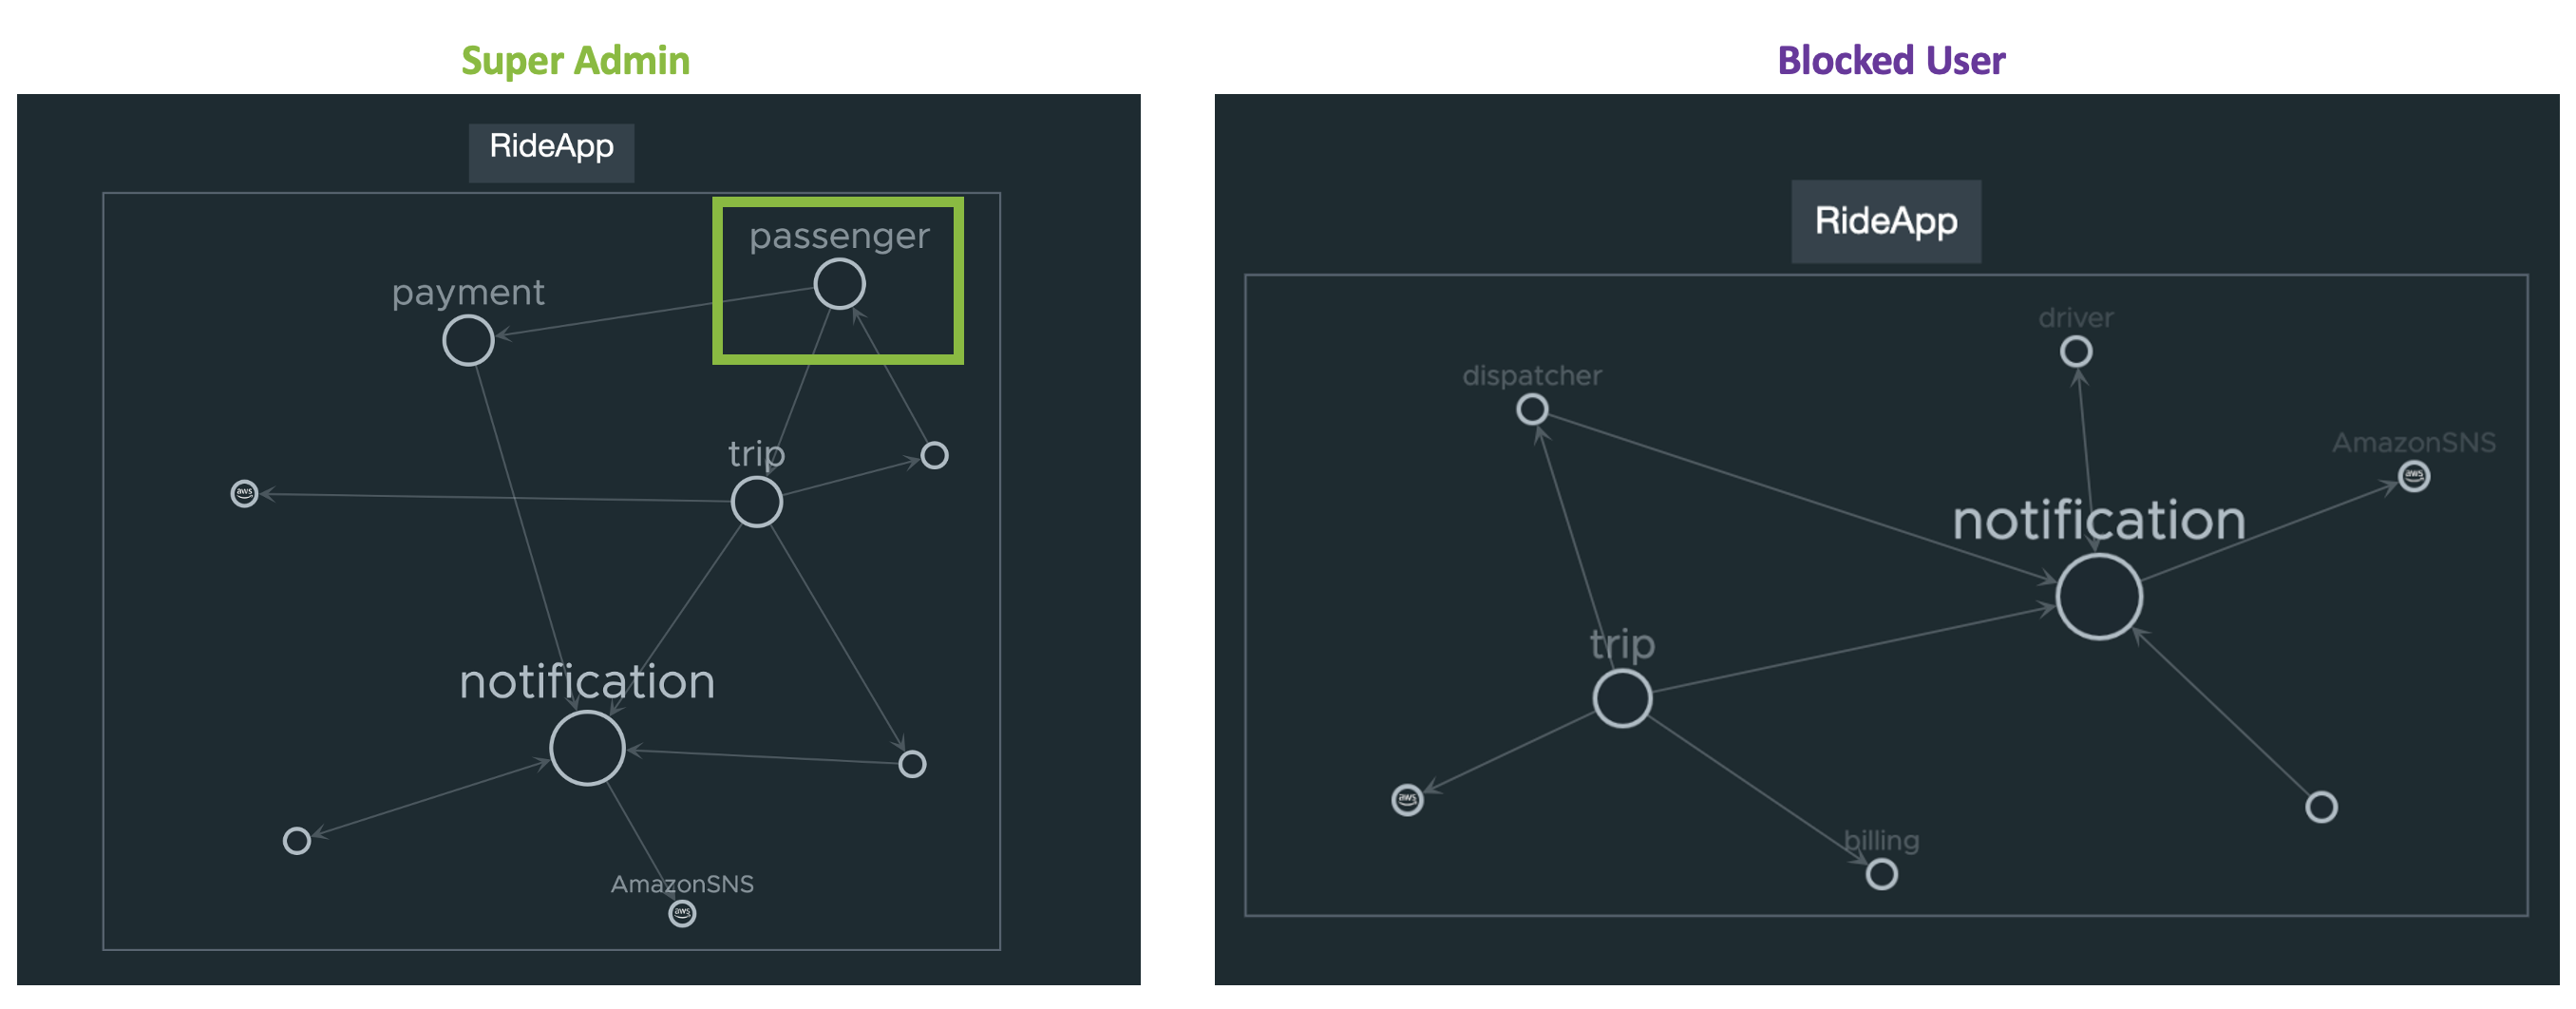 Super Admin
RideApp
passenger
payment
trip
aws
notification
AmazonSNS
aws
Blocked User
RideApp
driver
dispatcher
AmazonSNS
aws
notification
trip
aws
billing